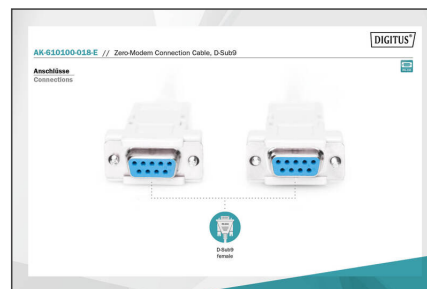 DIGITUS®
AK-610100-018-E // Zero-Modem Connection Cable, D-Sub9
Anschlüsse
Connections
D-Sub9
female